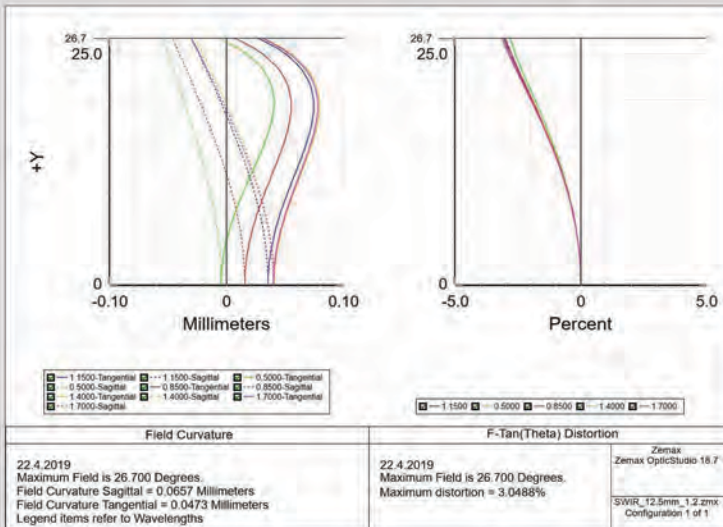 26.7
25.0
+Y
0
-0.10
0
0.10
Millimeters
26.7
25.0
0
-5.0
0
5.0
Percent
1.1500-Tangential 1.1500-Sagittal 0.5000-Tangential
0.5000-Sagittal 0.8500-Tangential 0.8500-Sagittal
1.4000-Tangential 1.4000-Sagittal 1.7000-Tangential
1.7000-Sagittal
1.1500 0.5000 0.8500 1.4000 1.7000
Field Curvature
22.4.2019
Maximum Field is 26.700 Degrees.
Field Curvature Sagittal = 0.0657 Millimeters
Field Curvature Tangential = 0.0473 Millimeters
Legend items refer to Wavelengths
F-Tan(Theta) Distortion
22.4.2019
Maximum Field is 26.700 Degrees.
Maximum distortion = 3.0488%
Zemax
Zemax OpticStudio 18.7
SWIR_12.5mm_1.2.zmx
Configuration 1 of 1